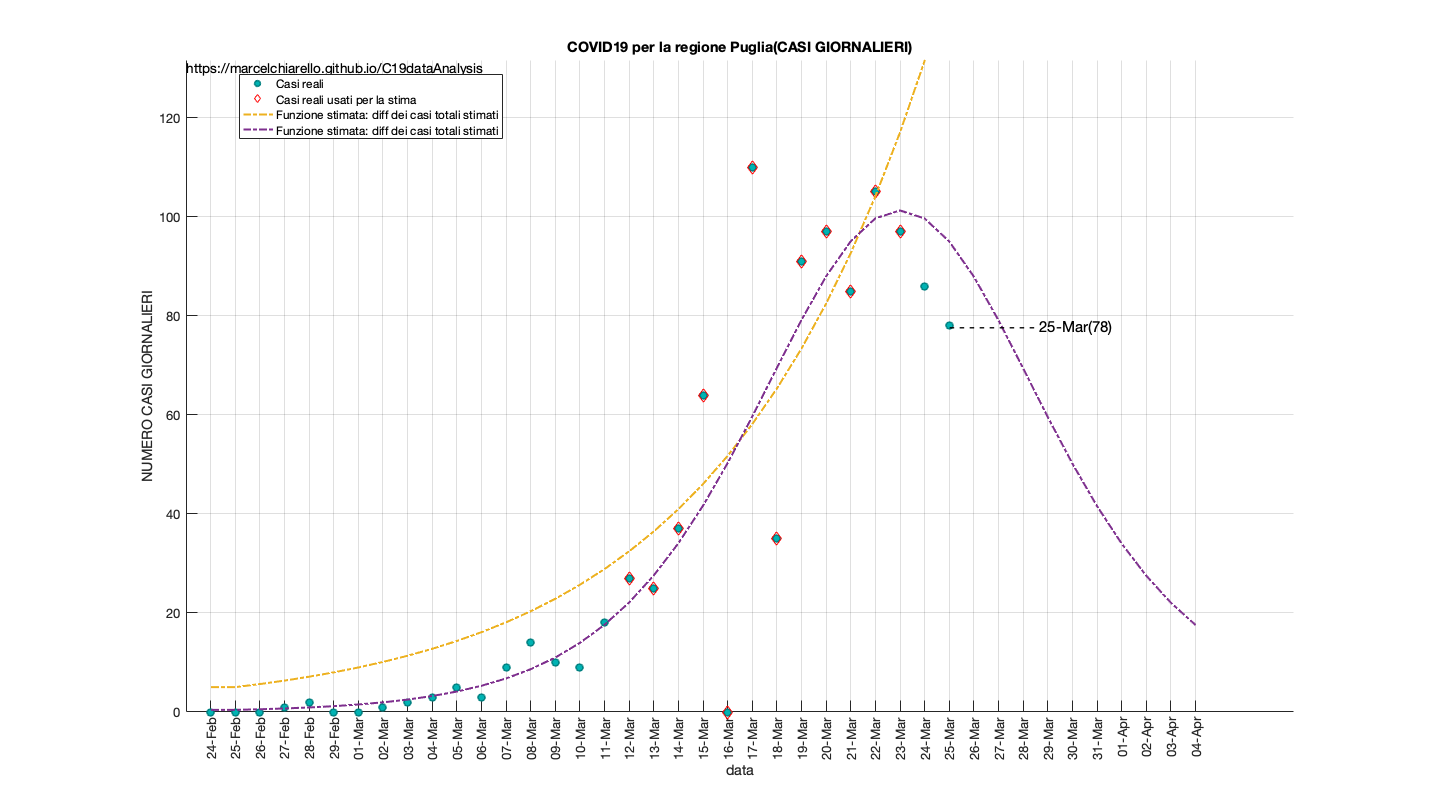 COVID19 per la regione Puglia(CASI GIORNALIERI)
https://marcelchiarello.github.io/C19dataAnalysis
Casi reali
Casi reali usati per la stima
Funzione stimata: diff dei casi totali stimati
Funzione stimata: diff dei casi totali stimati
120
100
80
60
40
20
0
NUMERO CASI GIORNALIERI
25-Mar(78)
24-Feb
25-Feb
26-Feb
27-Feb
28-Feb
29-Feb
01-Mar
02-Mar
03-Mar
04-Mar
05-Mar
06-Mar
07-Mar
08-Mar
09-Mar
10-Mar
11-Mar
12-Mar
13-Mar
14-Mar
15-Mar
16-Mar
17-Mar
18-Mar
19-Mar
20-Mar
21-Mar
22-Mar
23-Mar
24-Mar
25-Mar
26-Mar
27-Mar
28-Mar
29-Mar
30-Mar
31-Mar
01-Apr
02-Apr
03-Apr
04-Apr
data